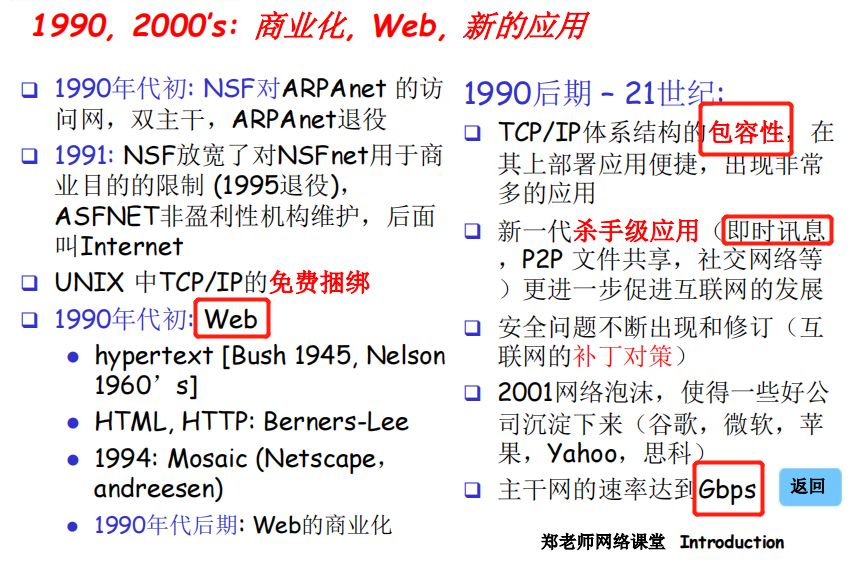 1990, 2000's: 商业化, Web, 新的应用
❑ 1990年代初: NSF对ARPAnet 的访
问网，双主干，ARPAnet退役
❑ 1991: NSF放宽了对NSFnet用于商
业目的的限制 (1995退役)，
ASFNET非盈利性机构维护，后面
叫Internet
❑ UNIX 中TCP/IP的免费捆绑
❑ 1990年代初: Web
● hypertext [Bush 1945, Nelson
1960’s]
● HTML, HTTP: Berners-Lee
● 1994: Mosaic (Netscape，
andreesen)
● 1990年代后期: Web的商业化
1990后期 – 21世纪:
❑ TCP/IP体系结构的包容性，在
其上部署应用便捷，出现非常
多的应用
❑ 新一代杀手级应用（即时讯息
，P2P 文件共享，社交网络等
）更进一步促进互联网的发展
❑ 安全问题不断出现和修订（互
联网的补丁对策）
❑ 2001网络泡沫，使得一些好公
司沉淀下来（谷歌，微软，苹
果，Yahoo，思科）
❑ 主干网的速率达到Gbps
返回
郑老师网络课堂 Introduction